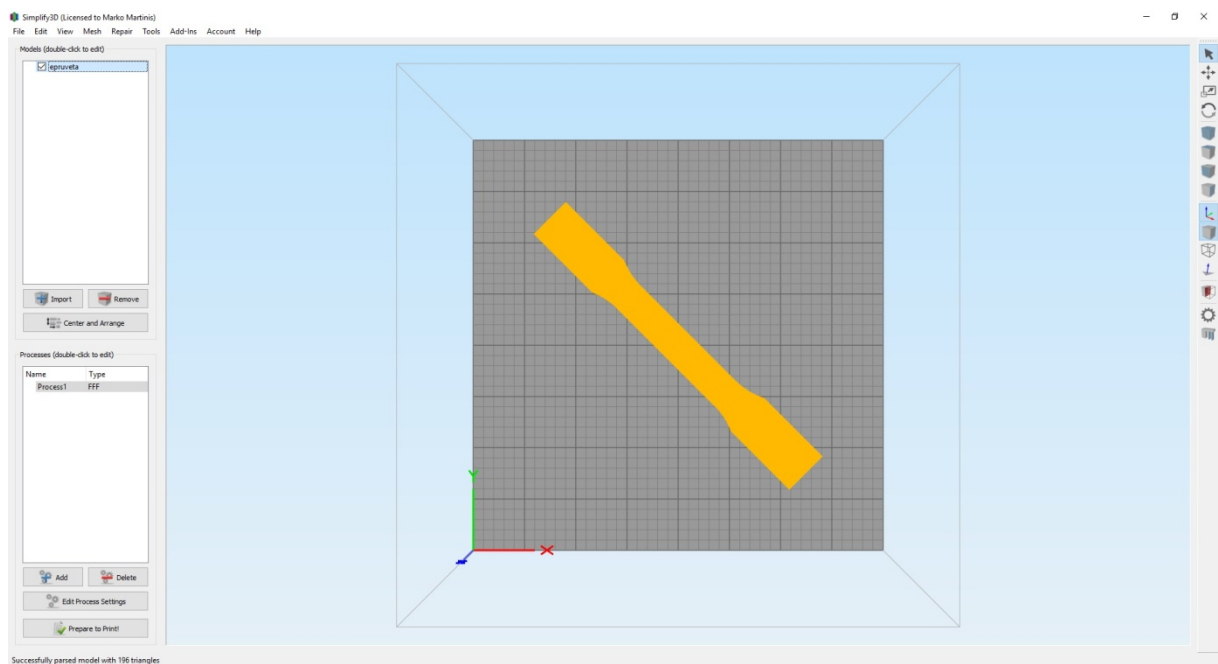 Simplify3D (Licensed to Marko Martinis)
File Edit View Mesh Repair Tools Add-Ins Account Help
Models (double-click to edit)
epruveta
Import Remove
Center and Arrange
Processes (double-click to edit)
Name Type
Process1 FFF
Add Delete
Edit Process Settings
Prepare to Print!
X
Successfully parsed model with 196 triangles